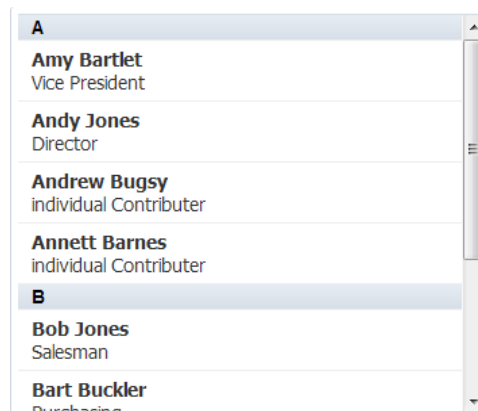 A
Amy Bartlet
Vice President
Andy Jones
Director
Andrew Bugsy
individual Contributer
Annett Barnes
individual Contributer
B
Bob Jones
Salesman
Bart Buckler
Purchasing